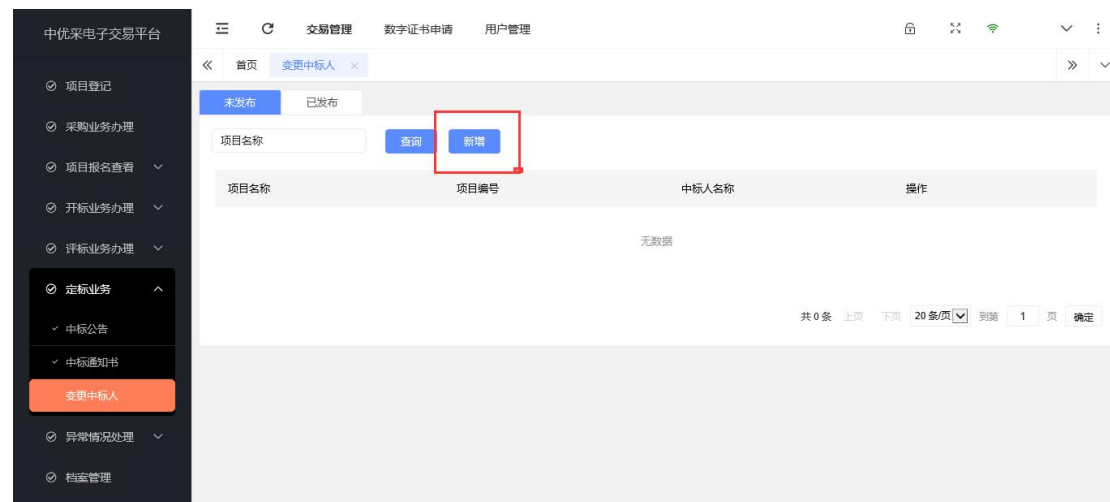 中优采电子交易平台
交易管理 数字证书申请 用户管理
首页 变更中标人
项目登记
采购业务办理
项目报名查看
开标业务办理
评标业务办理
定标业务
中标公告
中标通知书
变更中标人
异常情况处理
档案管理
未发布 已发布
项目名称 查询 新增
项目名称 项目编号 中标人名称 操作
无数据
共 0 条 上页 下页 20 条/页 到第 1 页 确定